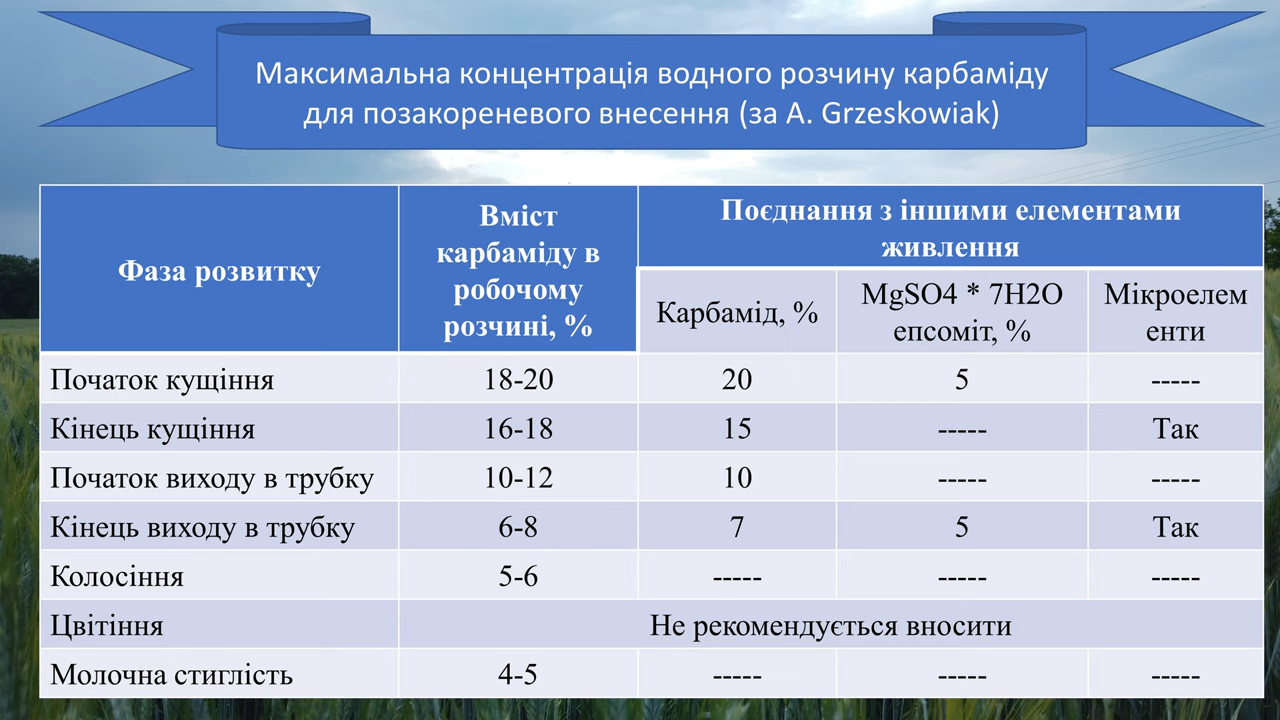 Максимальна концентрація водного розчину карбаміду
для позакореневого внесення (за A. Grzeskowiak)
Фаза розвитку
Вміст
карбаміду в
робочому
розчині, %
Поєднання з іншими елементами
живлення
Карбамід, %
MgSO4 * 7H2O
епсоміт, %
Мікроелем
енти
Початок кущіння 18-20 20 5 -----
Кінець кущіння 16-18 15 ----- Так
Початок виходу в трубку 10-12 10 ----- -----
Кінець виходу в трубку 6-8 7 5 Так
Колосіння 5-6 ----- ----- -----
Цвітіння Не рекомендується вносити
Молочна стиглість 4-5 ----- ----- -----